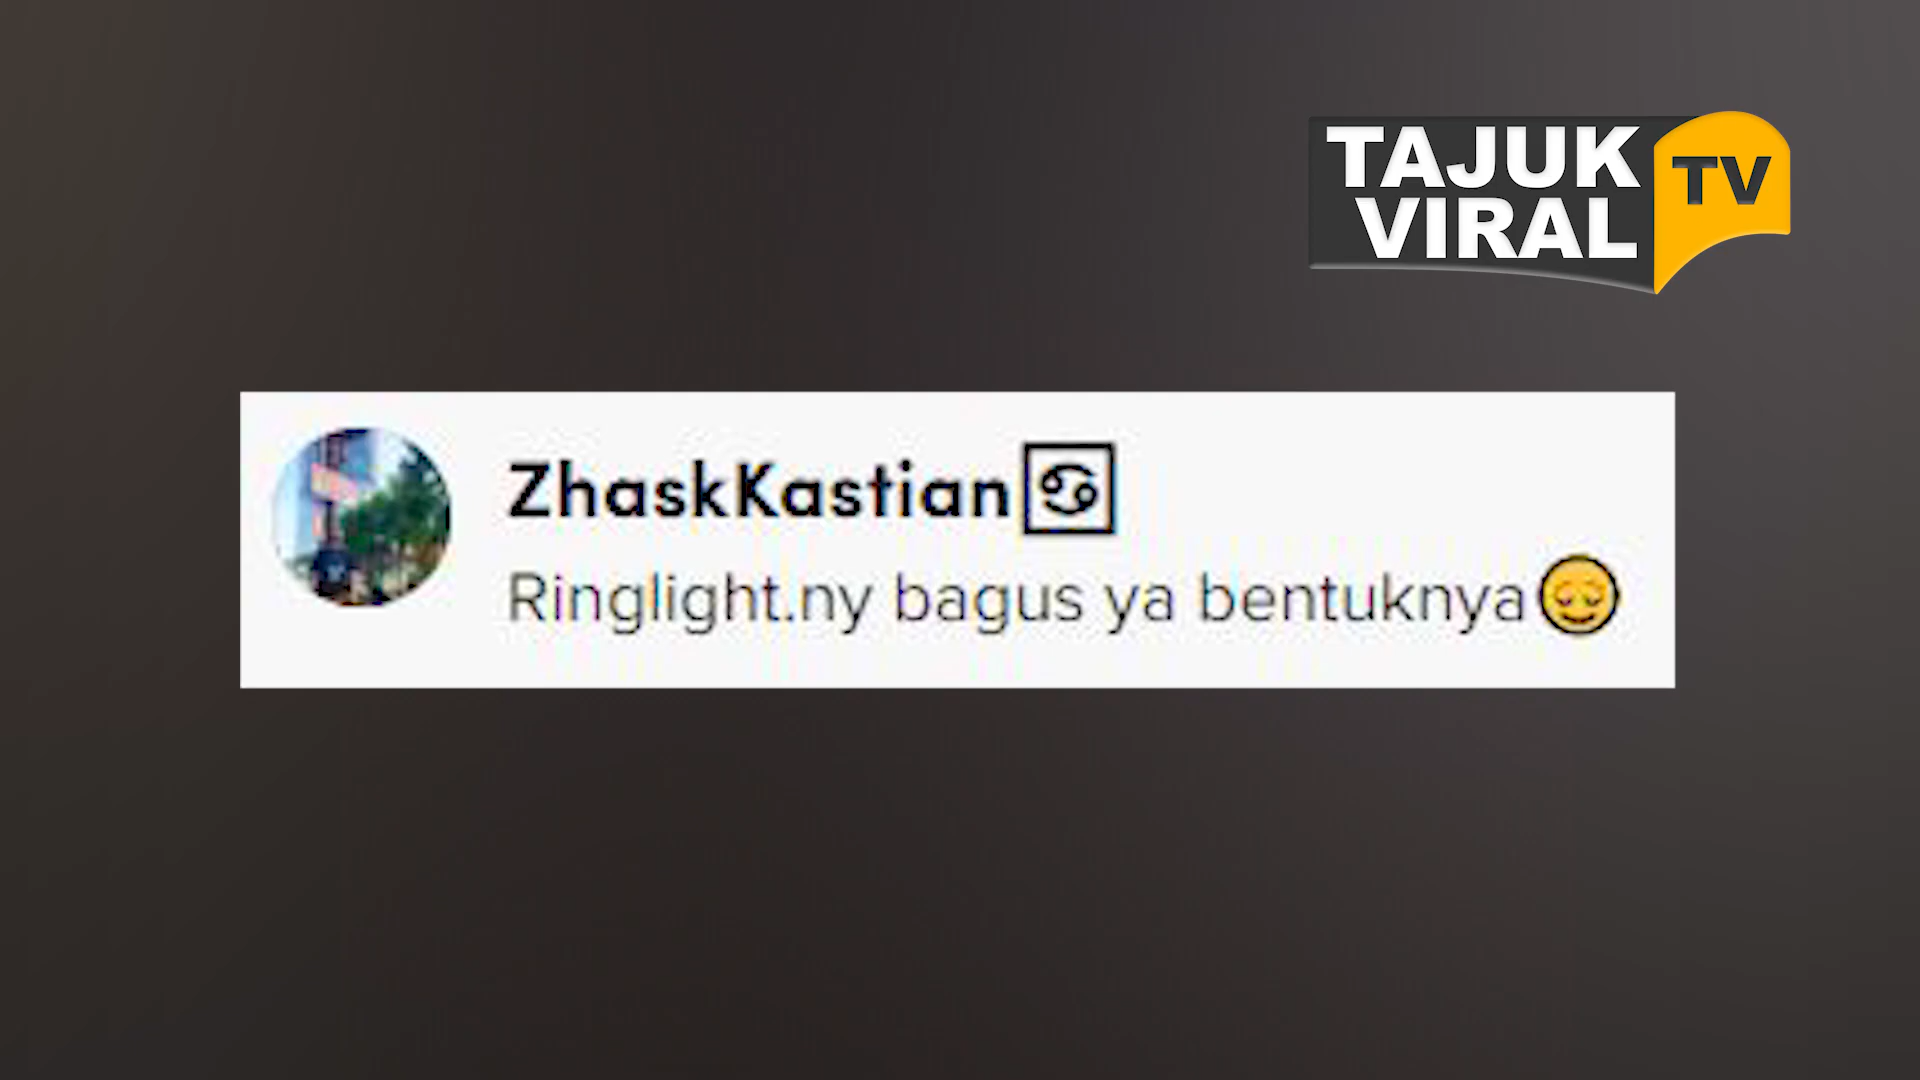 TAJUK
VIRAL
TV
ZhaskKastian♋
Ringlight.ny bagus ya bentuknya😌